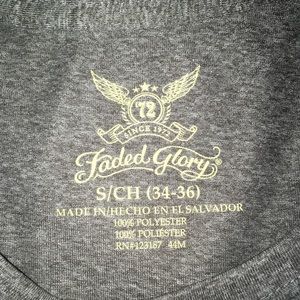 '72
SINCE 1972
Faded Glory®
S/CH (34-36)
MADE IN/HECHO EN EL SALVADOR
100% POLYESTER
100% POLIÉSTER
RN#123187 44M